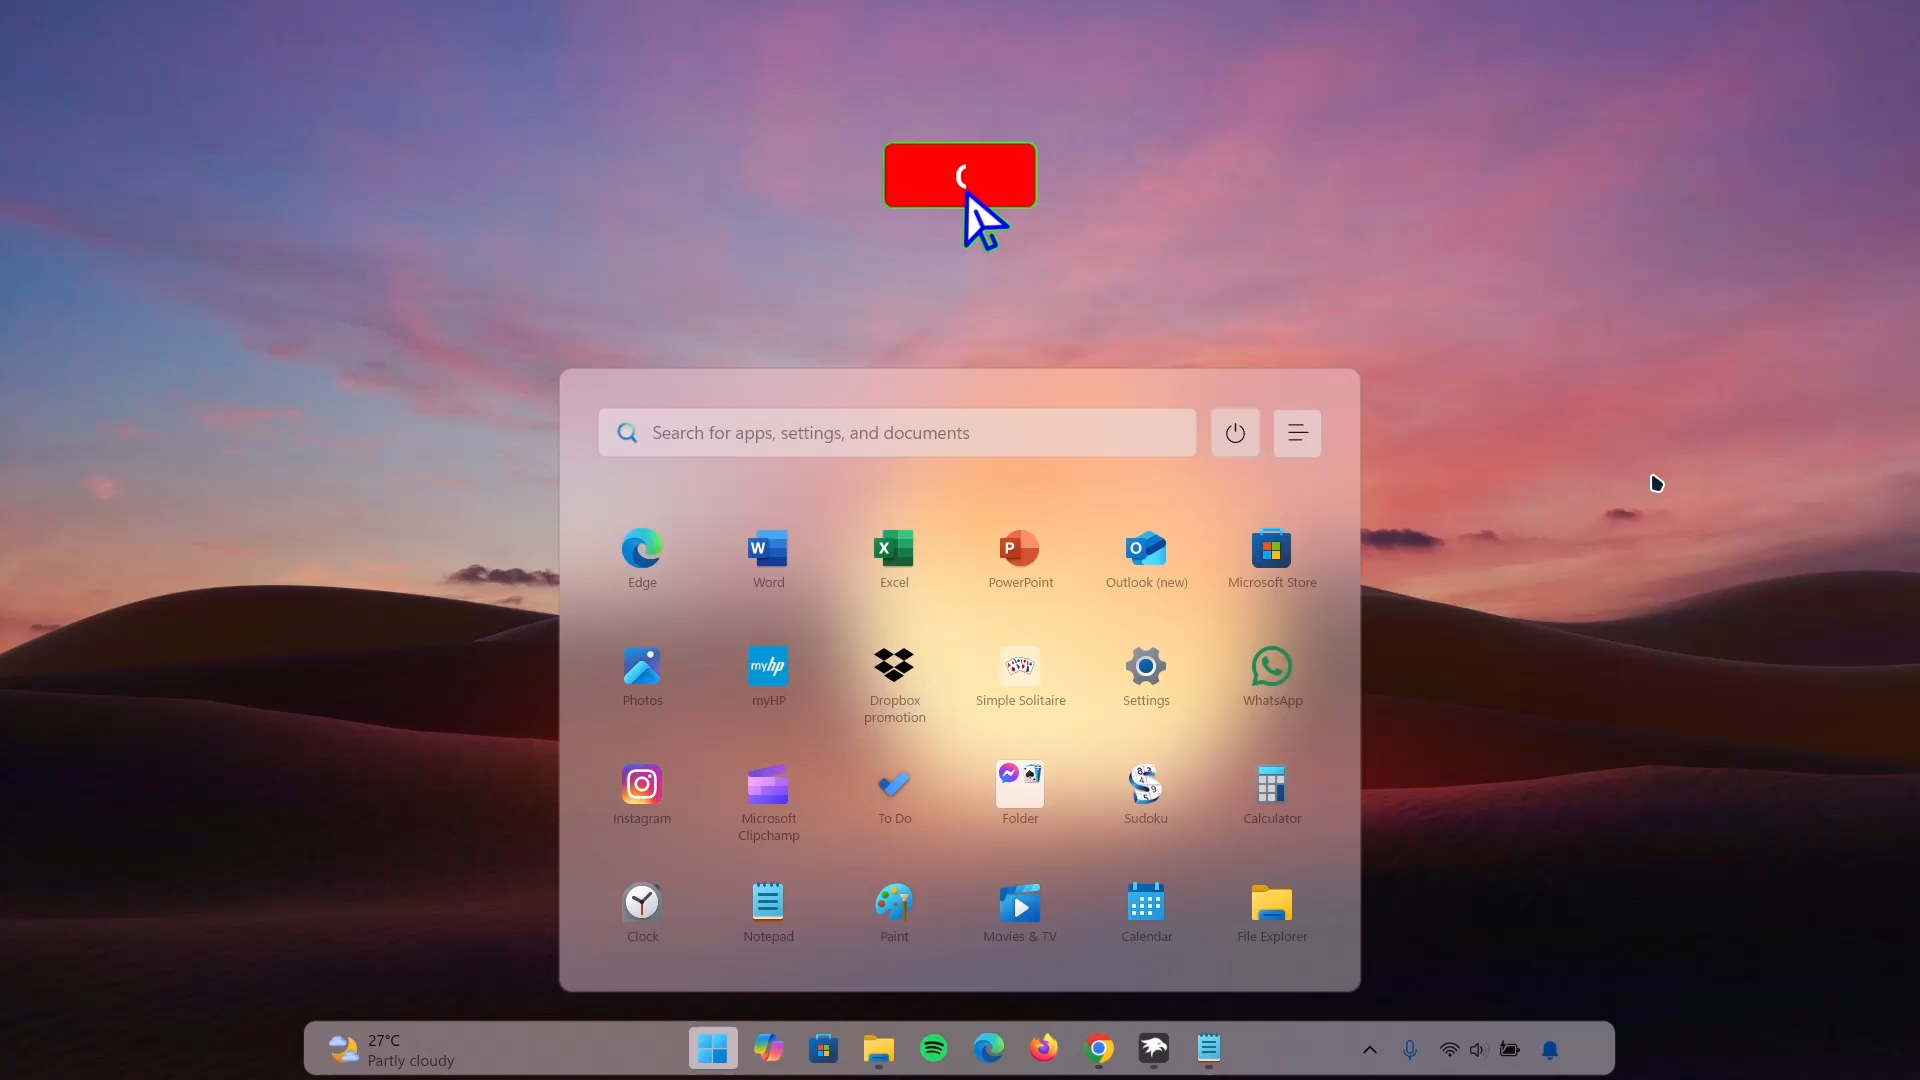 Search for apps, settings, and documents
Edge
Word
Excel
PowerPoint
Outlook (new)
Microsoft Store
Photos
myhp
myHP
Dropbox
promotion
Simple Solitaire
Settings
WhatsApp
Instagram
Microsoft
Clipchamp
To Do
Folder
Sudoku
Calculator
Clock
Notepad
Paint
Movies & TV
Calendar
File Explorer
27°C
Partly cloudy